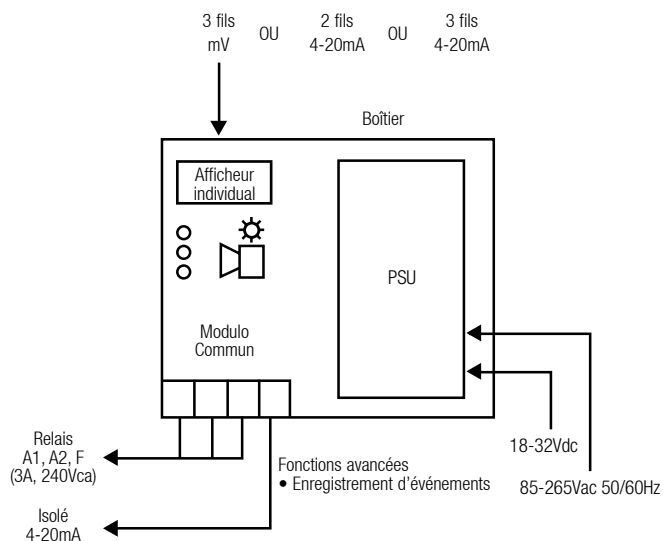 3 fils
mV
OU
2 fils
4-20mA
OU
3 fils
4-20mA
Boîtier
Afficheur
individual
PSU
Modulo
Commun
Relais
A1, A2, F
(3A, 240Vca)
Isolé
4-20mA
Fonctions avancées
• Enregistrement d'événements
18-32Vdc
85-265Vac 50/60Hz